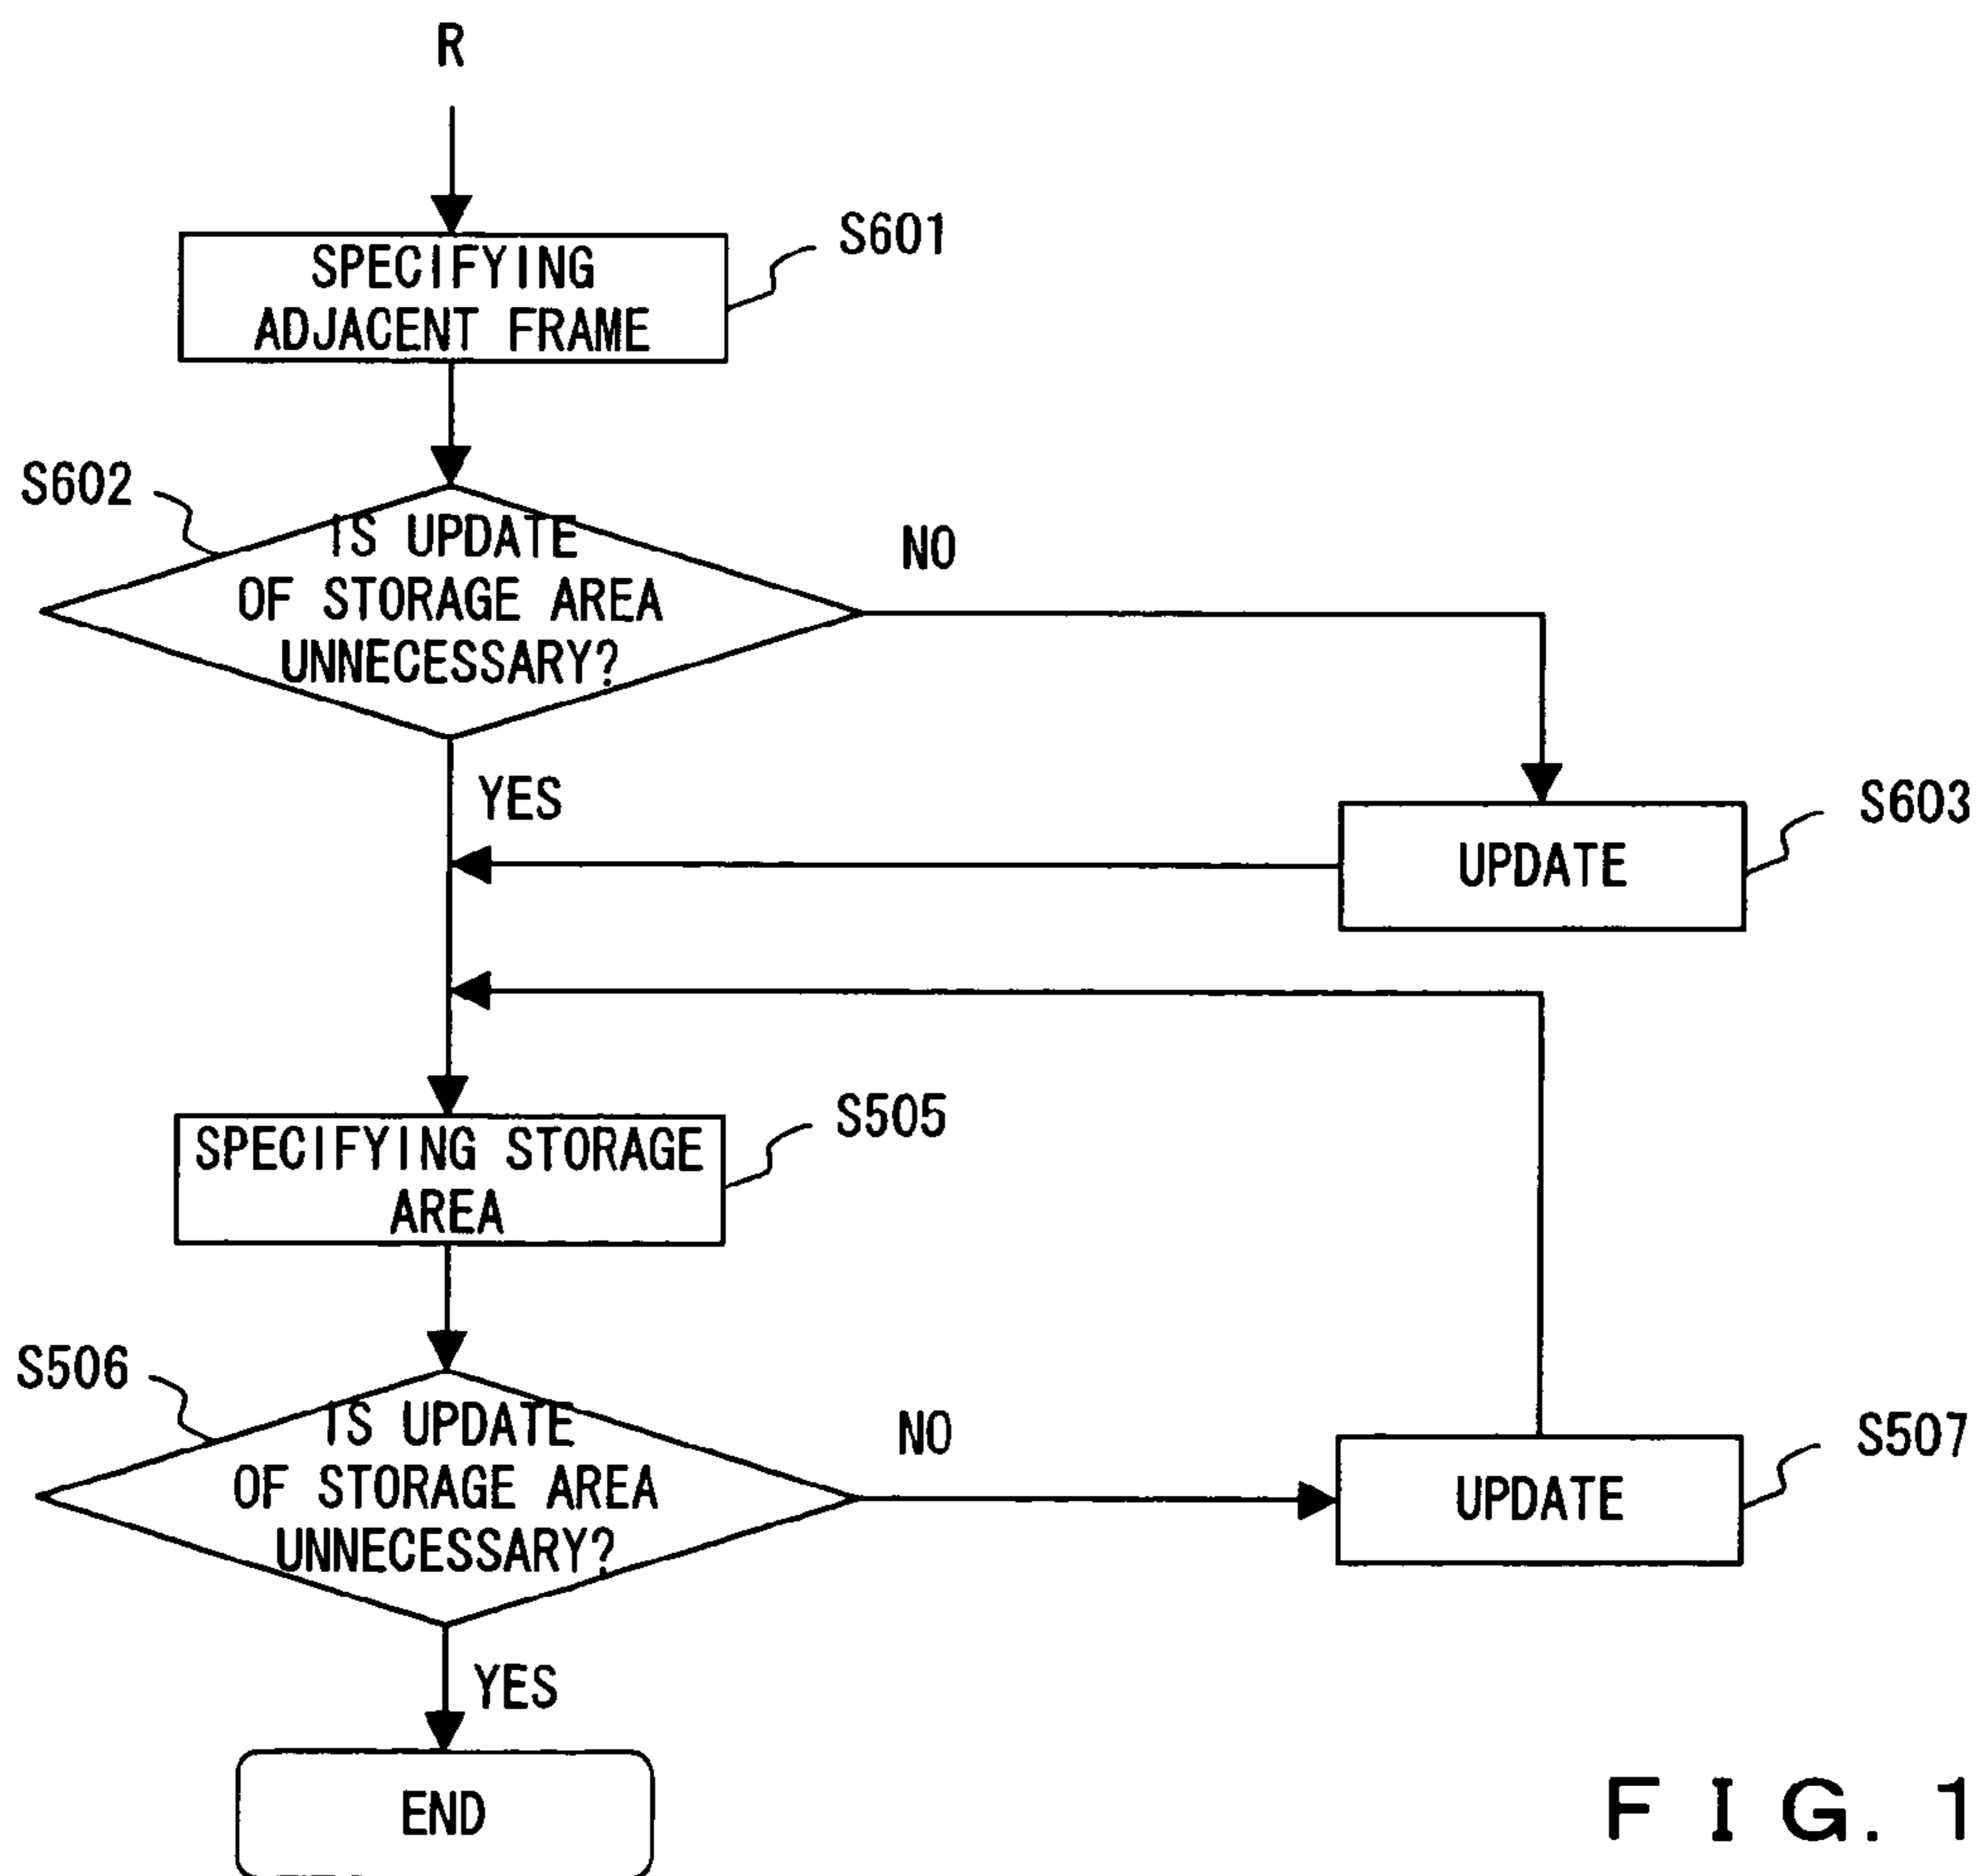 R
SPECIFYING
ADJACENT FRAME
S601
S602
IS UPDATE
OF STORAGE AREA
UNNECESSARY?
NO
YES
S603
UPDATE
SPECIFYING STORAGE
AREA
S505
S506
IS UPDATE
OF STORAGE AREA
UNNECESSARY?
NO
S507
UPDATE
YES
END
FIG. 1